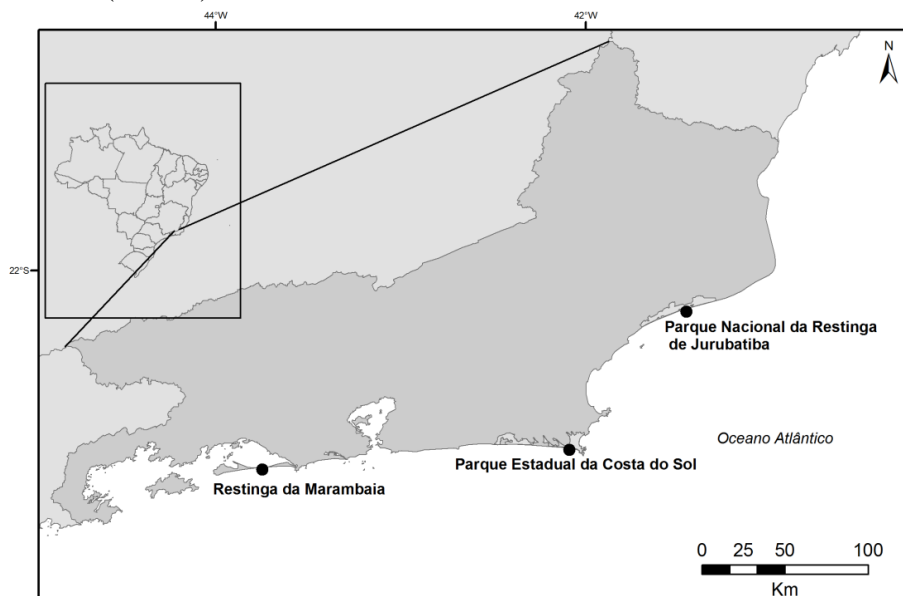 44°W 42°W
N
22°S
Parque Nacional da Restinga
de Jurubatiba
Oceano Atlântico
Parque Estadual da Costa do Sol
Restinga da Marambaia
0 25 50 100
Km